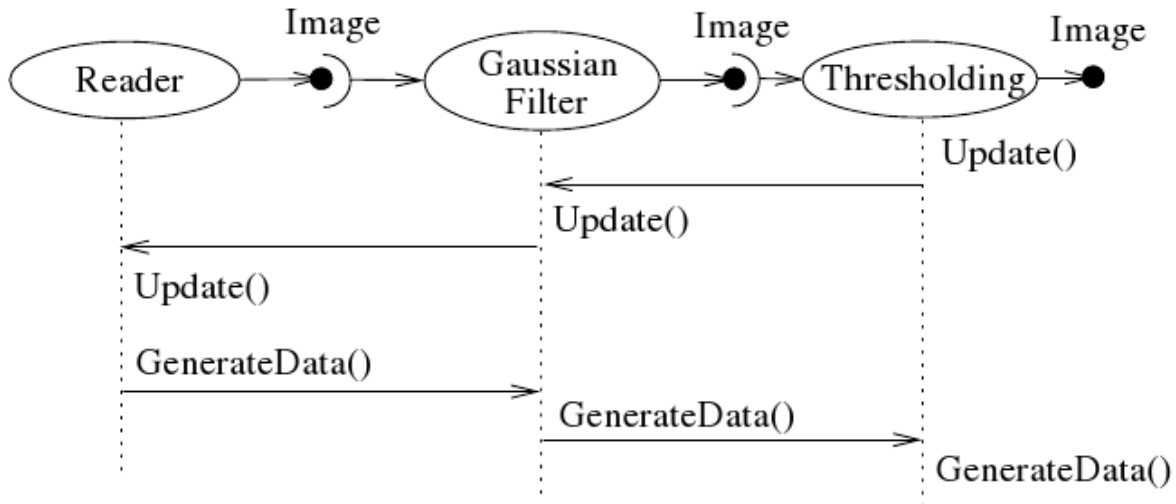 Image
Image
Image
Reader
Gaussian
Filter
Thresholding
Update()
Update()
Update()
GenerateData()
GenerateData()
GenerateData()